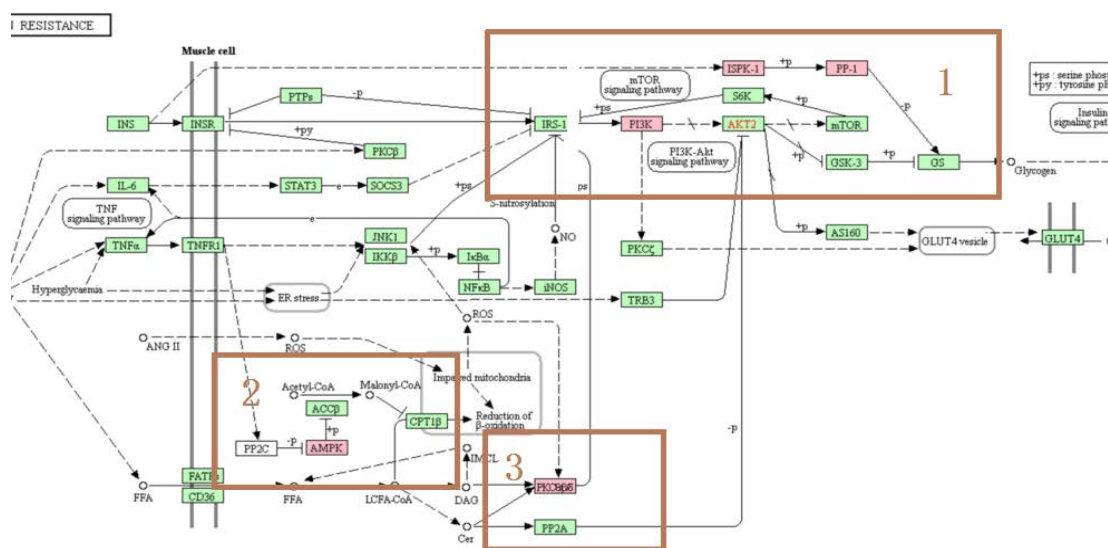 N RESISTANCE
Muscle cell
1
ISPK-1
+p
PP-1
+ps : serine phos
+py : tyrosine ph
PTPs
-p
mTOR
signaling pathway
S6K
+p
-p
+ps
INS
INSR
IRS-1
PI3K
AKT2
mTOR
Insulin
signaling pat
+py
PKCβ
PI3K-Akt
signaling pathway
+p
GSK-3
+p
GS
Glycogen
IL-6
STAT3
e
SOCS3
+ps
ps
TNF
signaling pathway
S-nitrosylation
e
NO
TNFα
TNFR1
JNK1
IKKβ
+p
IκBα
PKCζ
+p
AS160
GLUT4 vesicle
GLUT4
Hyperglycaemia
ER stress
NFκB
iNOS
TRB3
ROS
ANG II
ROS
2
Acetyl-CoA
Malonyl-CoA
Impaired mitochondria
ACCβ
CPT1β
Reduction of
β-oxidation
PP2C
-p
AMPK
+p
-p
IMCL
3
FATPs
CD36
FFA
FFA
LCFA-CoA
DAG
PP2A
Cer